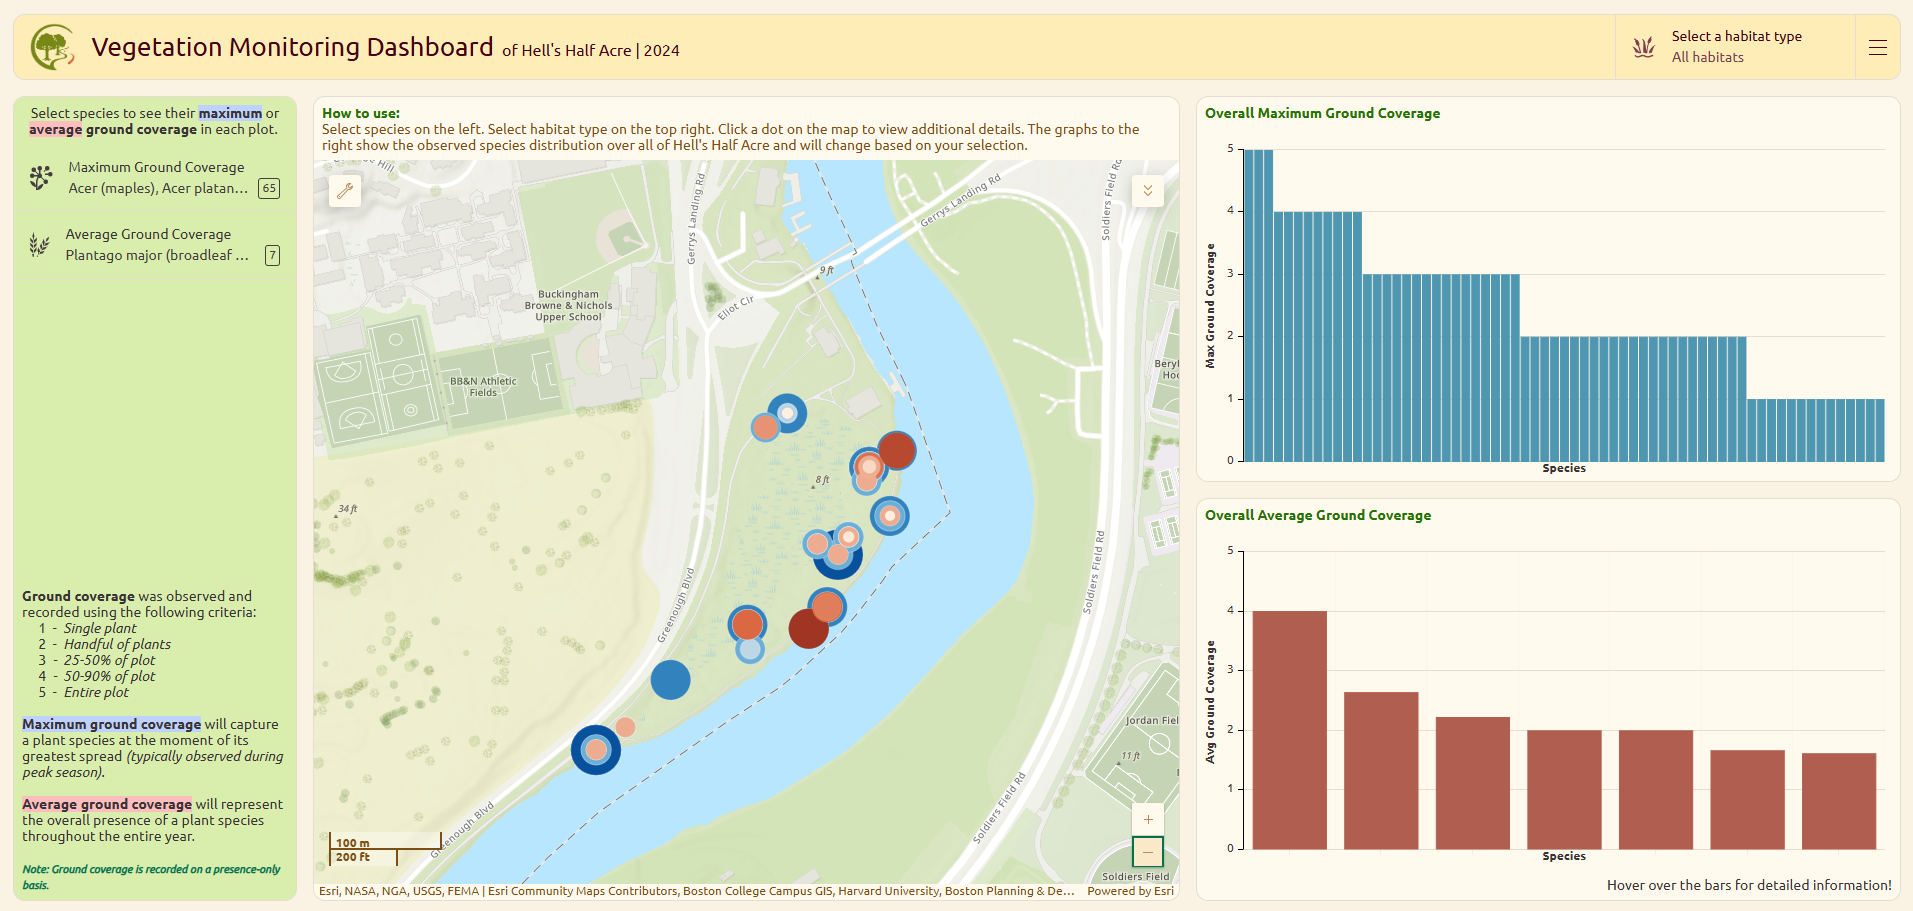 Vegetation Monitoring Dashboard of Hell's Half Acre | 2024
Select a habitat type
All habitats
Select species to see their maximum or
average ground coverage in each plot.
Maximum Ground Coverage
Acer (maples), Acer platan... 65
Average Ground Coverage
Plantago major (broadleaf ... 7
Ground coverage was observed and
recorded using the following criteria:
1 - Single plant
2 - Handful of plants
3 - 25-50% of plot
4 - 50-90% of plot
5 - Entire plot
Maximum ground coverage will capture
a plant species at the moment of its
greatest spread (typically observed during
peak season).
Average ground coverage will represent
the overall presence of a plant species
throughout the entire year.
Note: Ground coverage is recorded on a presence-only
basis.
How to use:
Select species on the left. Select habitat type on the top right. Click a dot on the map to view additional details. The graphs to the
right show the observed species distribution over all of Hell's Half Acre and will change based on your selection.
Hill
Gerrys Landing Rd
Gerrys Landing Rd
Soldiers Field Rd
9 ft
Eliot Cir
Buckingham
Browne & Nichols
Upper School
BB&N Athletic
Fields
8 ft
34 ft
Greenough Blvd
Soldiers Field Rd
Jordan Fiel
11 ft
Soldiers Field Rd
Greenough Blvd
Soldiers Field
+
−
100 m
200 ft
Esri, NASA, NGA, USGS, FEMA | Esri Community Maps Contributors, Boston College Campus GIS, Harvard University, Boston Planning & De... Powered by Esri
Overall Maximum Ground Coverage
Max Ground Coverage
5
4
3
2
1
0
Species
Overall Average Ground Coverage
Avg Ground Coverage
5
4
3
2
1
0
Species
Hover over the bars for detailed information!